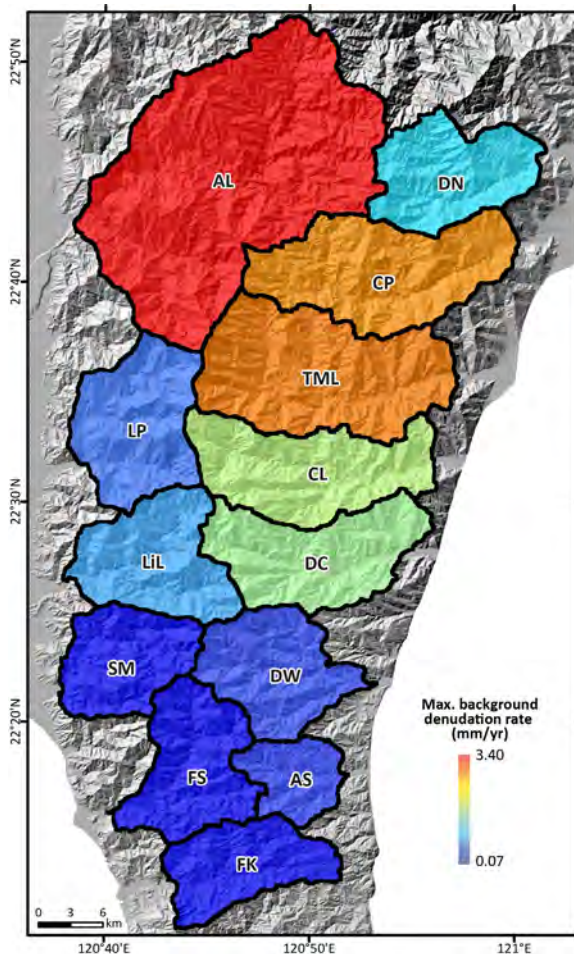 22°50'N
AL
DN
22°40'N
CP
TML
LP
CL
22°30'N
LiL
DC
SM
DW
Max. background
denudation rate
(mm/yr)
22°20'N
3.40
FS
AS
FK
0.07
0 3 6
km
120°40'E
120°50'E
121°E